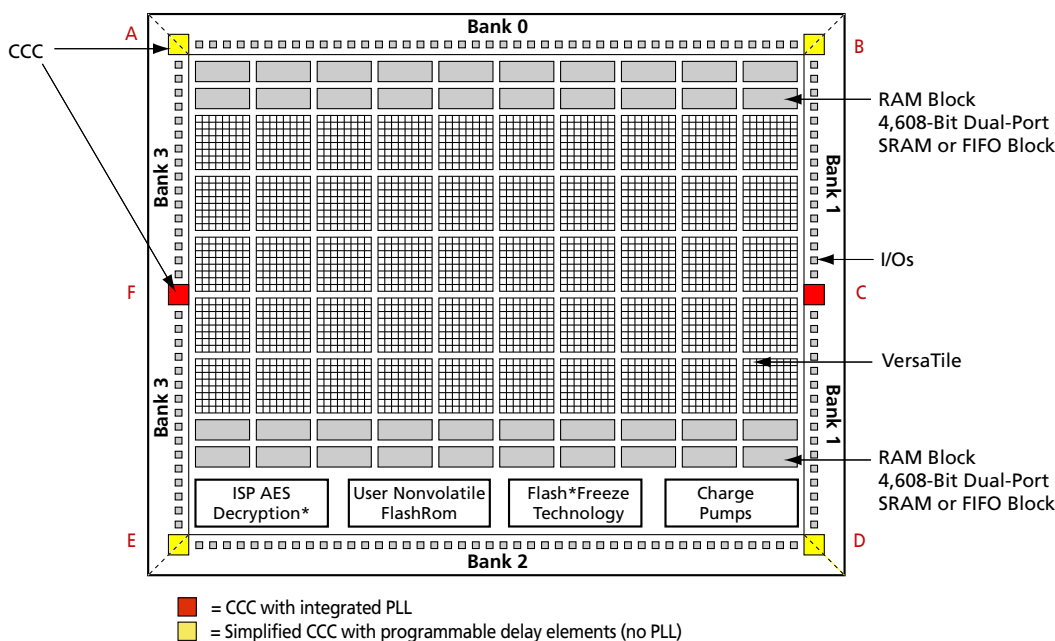 Bank 0
A
B
CCC
RAM Block
4,608-Bit Dual-Port
SRAM or FIFO Block
Bank 3
Bank 1
I/Os
F
C
VersaTile
Bank 3
Bank 1
RAM Block
4,608-Bit Dual-Port
SRAM or FIFO Block
ISP AES
Decryption*
User Nonvolatile
FlashRom
Flash*Freeze
Technology
Charge
Pumps
E
D
Bank 2
= CCC with integrated PLL
= Simplified CCC with programmable delay elements (no PLL)